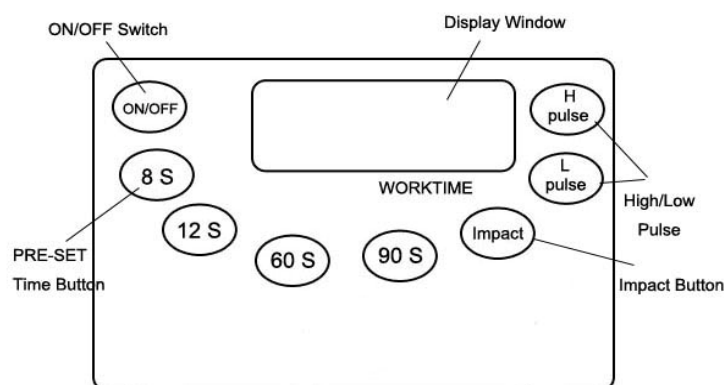 ON/OFF Switch
Display Window
ON/OFF
H
pulse
8 S
L
pulse
WORKTIME
High/Low
Pulse
12 S
Impact
60 S
90 S
PRE-SET
Time Button
Impact Button